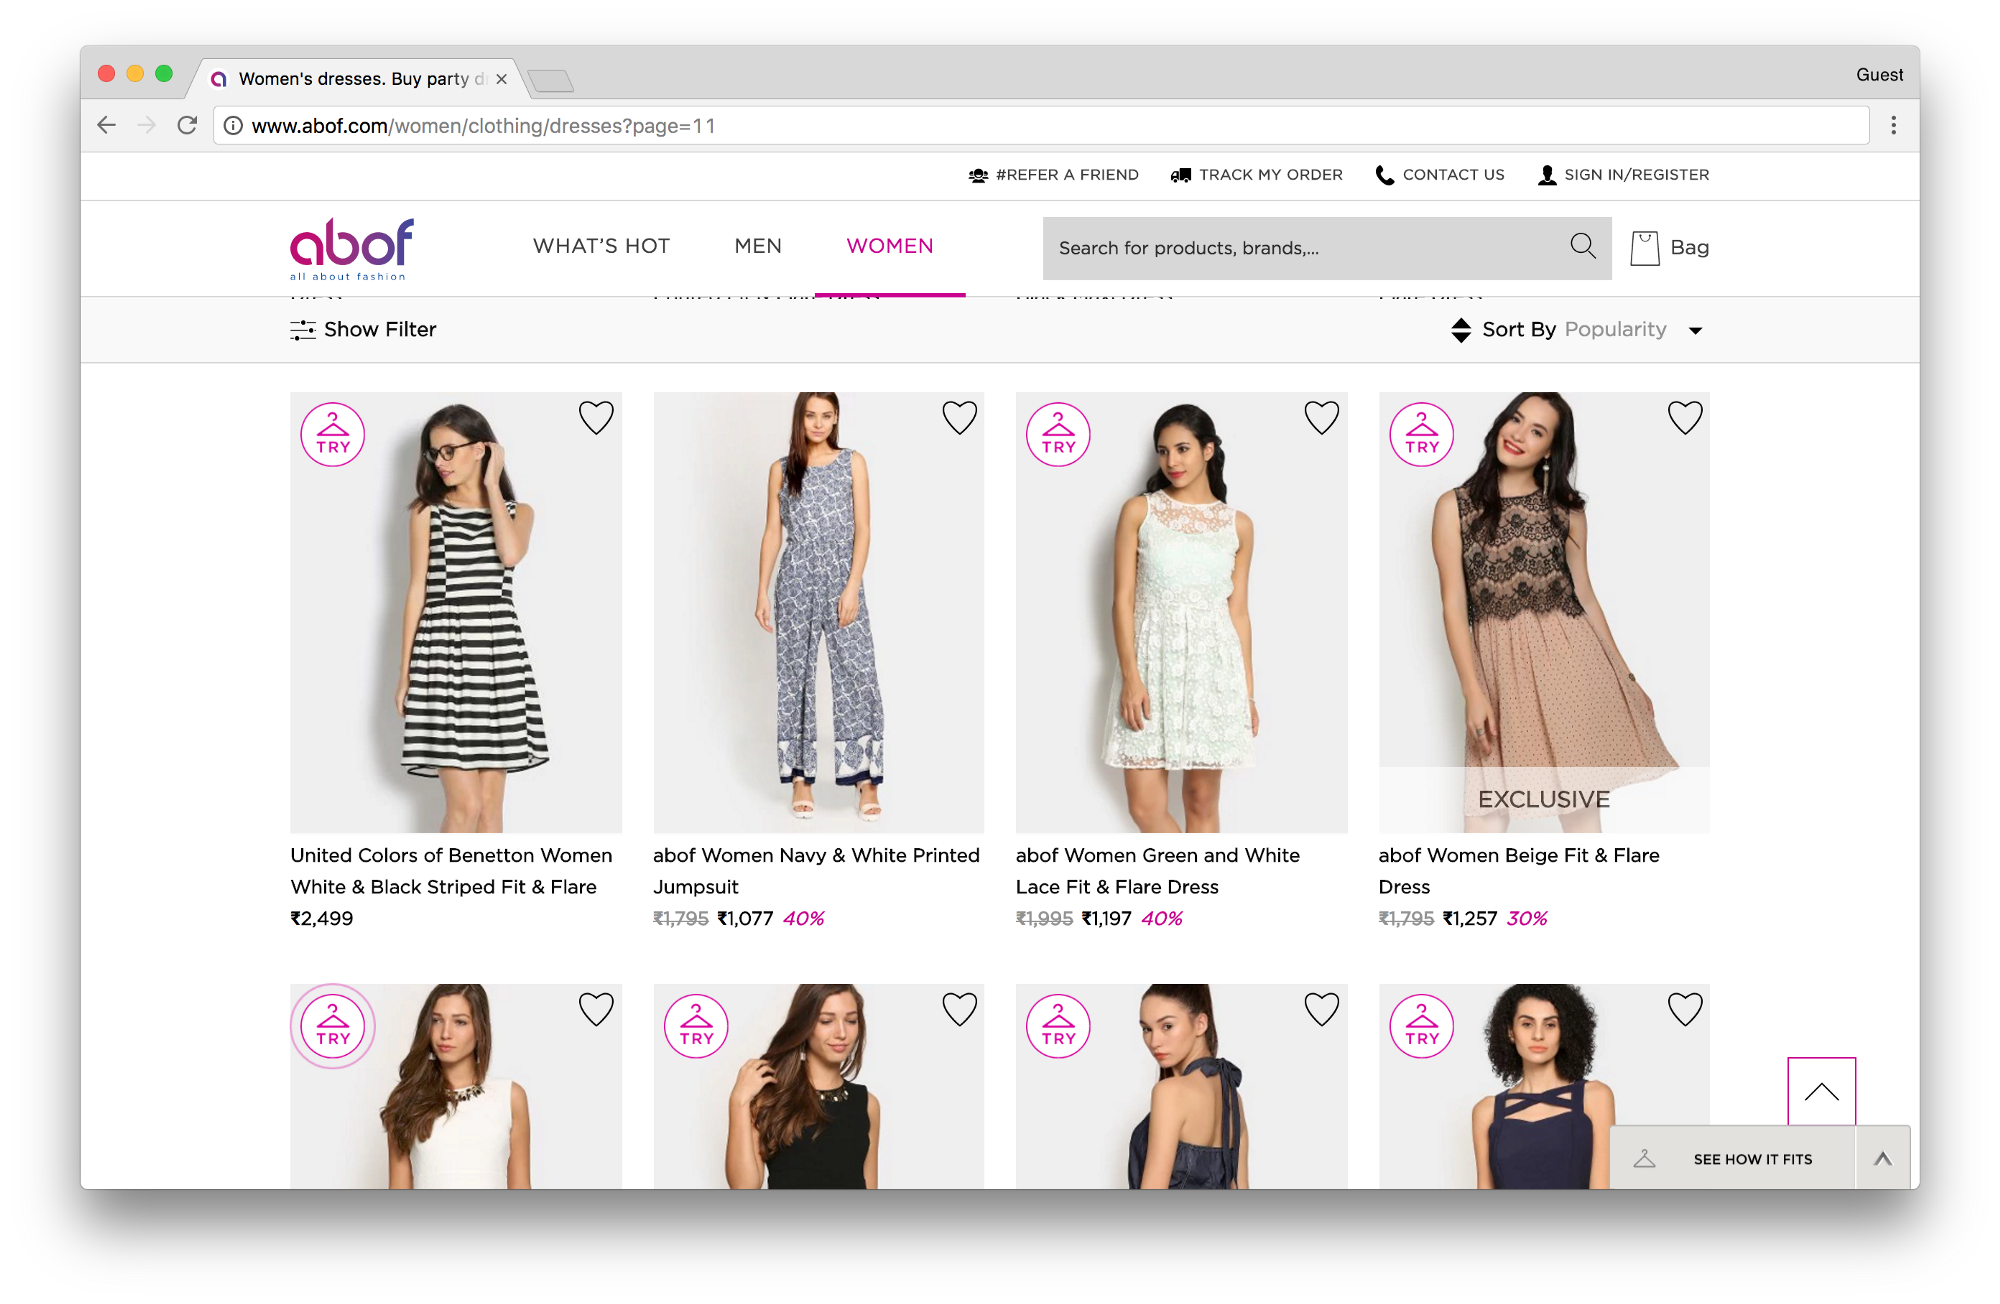 Women's dresses. Buy party d
Guest
www.abof.com/women/clothing/dresses?page=11
#REFER A FRIEND
TRACK MY ORDER
CONTACT US
SIGN IN/REGISTER
abof
all about fashion
WHAT'S HOT
MEN
WOMEN
Search for products, brands,...
Bag
Show Filter
Sort By Popularity
TRY
TRY
TRY
EXCLUSIVE
United Colors of Benetton Women
White & Black Striped Fit & Flare
₹2,499
abof Women Navy & White Printed
Jumpsuit
₹1,795 ₹1,077 40%
abof Women Green and White
Lace Fit & Flare Dress
₹1,995 ₹1,197 40%
abof Women Beige Fit & Flare
Dress
₹1,795 ₹1,257 30%
TRY
TRY
TRY
TRY
SEE HOW IT FITS